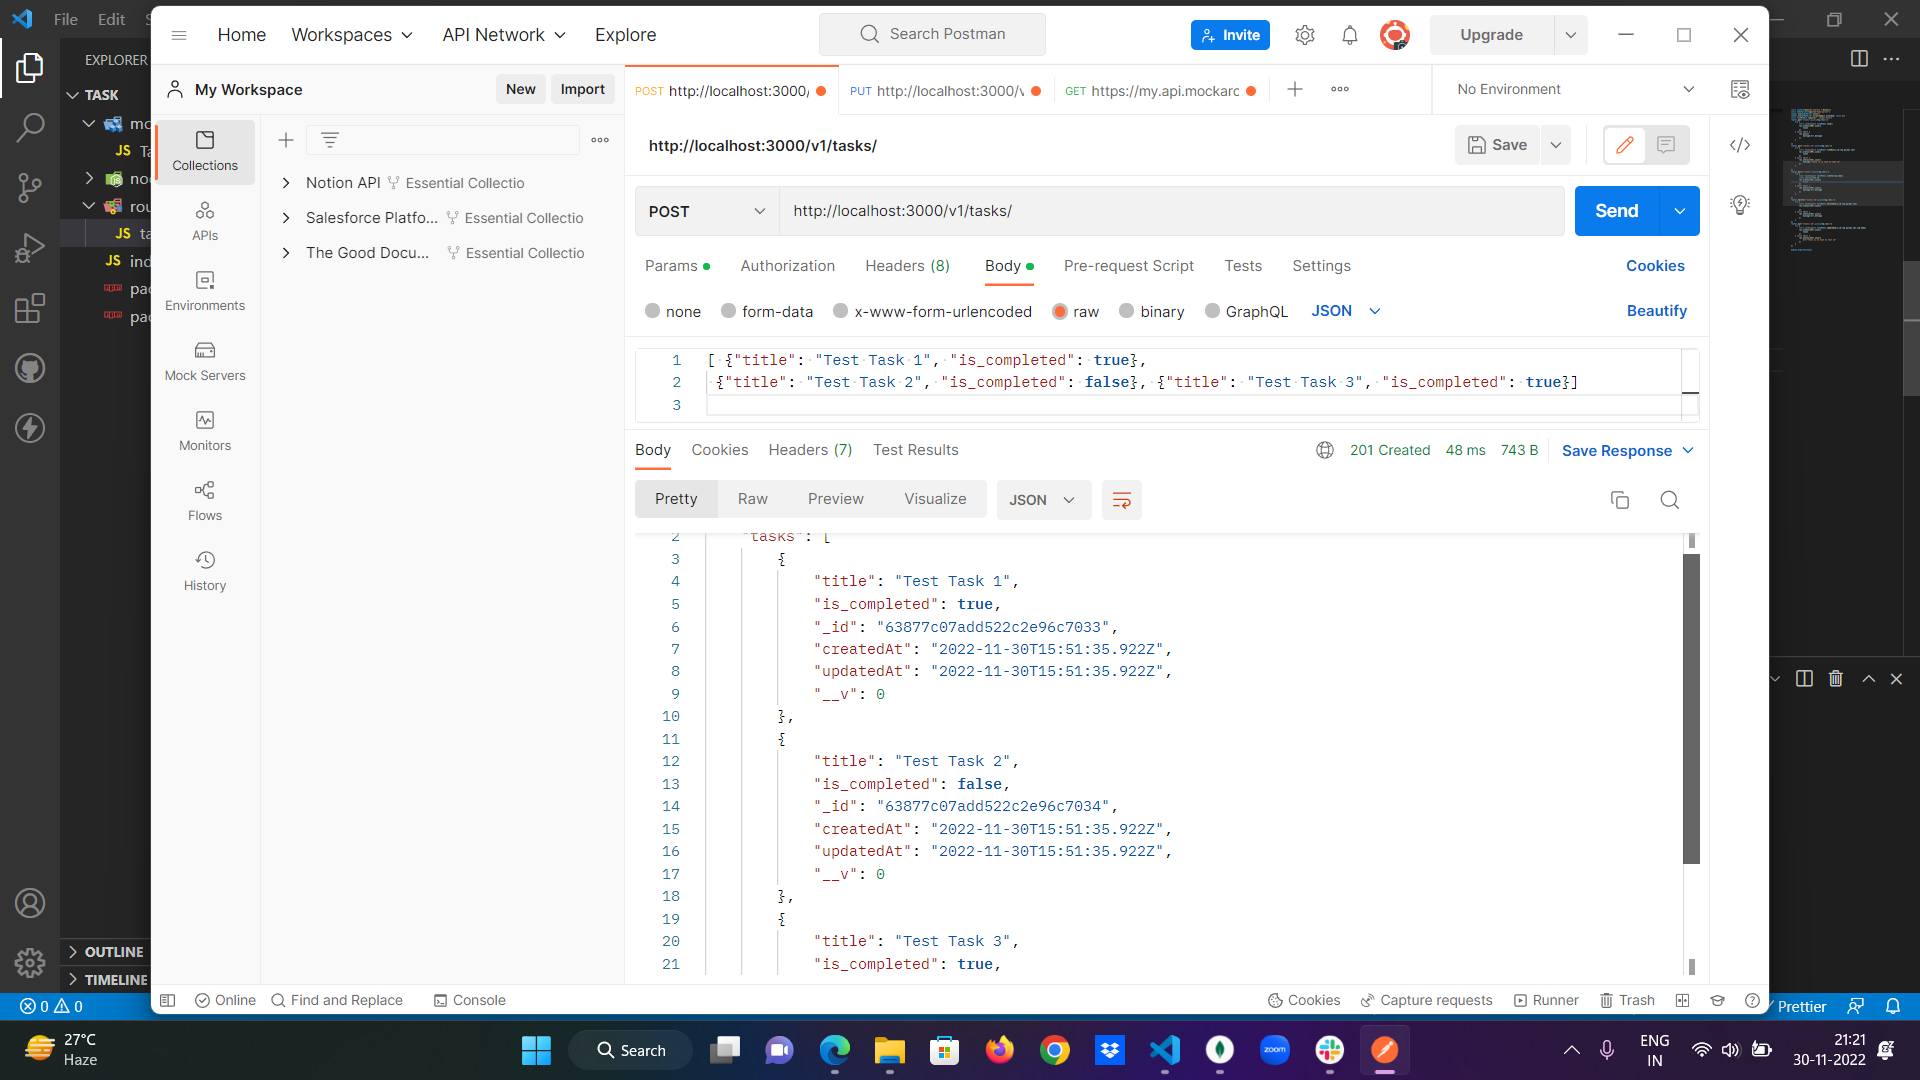 File Edit
Home Workspaces API Network Explore
Search Postman
Invite
Upgrade
EXPLORER
TASK
JS
JS
JS
My Workspace
New Import
POST http://localhost:3000/
PUT http://localhost:3000/v
GET https://my.api.mockaro
No Environment
Collections
APIs
Environments
Mock Servers
Monitors
Flows
History
Notion API Essential Collectio
Salesforce Platfo... Essential Collectio
The Good Docu... Essential Collectio
http://localhost:3000/v1/tasks/
Save
POST http://localhost:3000/v1/tasks/
Send
Params Authorization Headers (8) Body Pre-request Script Tests Settings Cookies
none form-data x-www-form-urlencoded raw binary GraphQL JSON Beautify
1 [ {"title": "Test Task 1", "is_completed": true},
2 {"title": "Test Task 2", "is_completed": false}, {"title": "Test Task 3", "is_completed": true}]
3
Body Cookies Headers (7) Test Results
201 Created 48 ms 743 B Save Response
Pretty Raw Preview Visualize JSON
2 "tasks": [
3 {
4 "title": "Test Task 1",
5 "is_completed": true,
6 "_id": "63877c07add522c2e96c7033",
7 "createdAt": "2022-11-30T15:51:35.922Z",
8 "updatedAt": "2022-11-30T15:51:35.922Z",
9 "__v": 0
10 },
11 {
12 "title": "Test Task 2",
13 "is_completed": false,
14 "_id": "63877c07add522c2e96c7034",
15 "createdAt": "2022-11-30T15:51:35.922Z",
16 "updatedAt": "2022-11-30T15:51:35.922Z",
17 "__v": 0
18 },
19 {
20 "title": "Test Task 3",
21 "is_completed": true,
OUTLINE
TIMELINE
0 0
Online Find and Replace Console
Cookies Capture requests Runner Trash
Prettier
27°C
Haze
Search
zoom
ENG
IN
21:21
30-11-2022